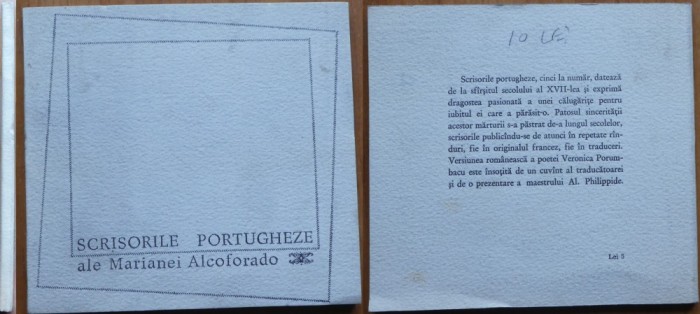 SCRISORILE PORTUGHEZE
ale Marianei Alcoforado
10 LEI
Scrisorile portugheze, cinci la număr, datează
de la sfîrșitul secolului al XVII-lea și exprimă
dragostea pasionată a unei călugărițe pentru
iubitul ei care a părăsit-o. Patosul sincerității
acestor mărturii s-a păstrat de-a lungul secolelor,
scrisorile publicîndu-se de atunci în repetate rîn-
duri, fie în originalul francez, fie în traduceri.
Versiunea românească a poetei Veronica Porum-
bacu este însoțită de un cuvînt al traducătoarei
și de o prezentare a maestrului Al. Philippide.
Lei 5